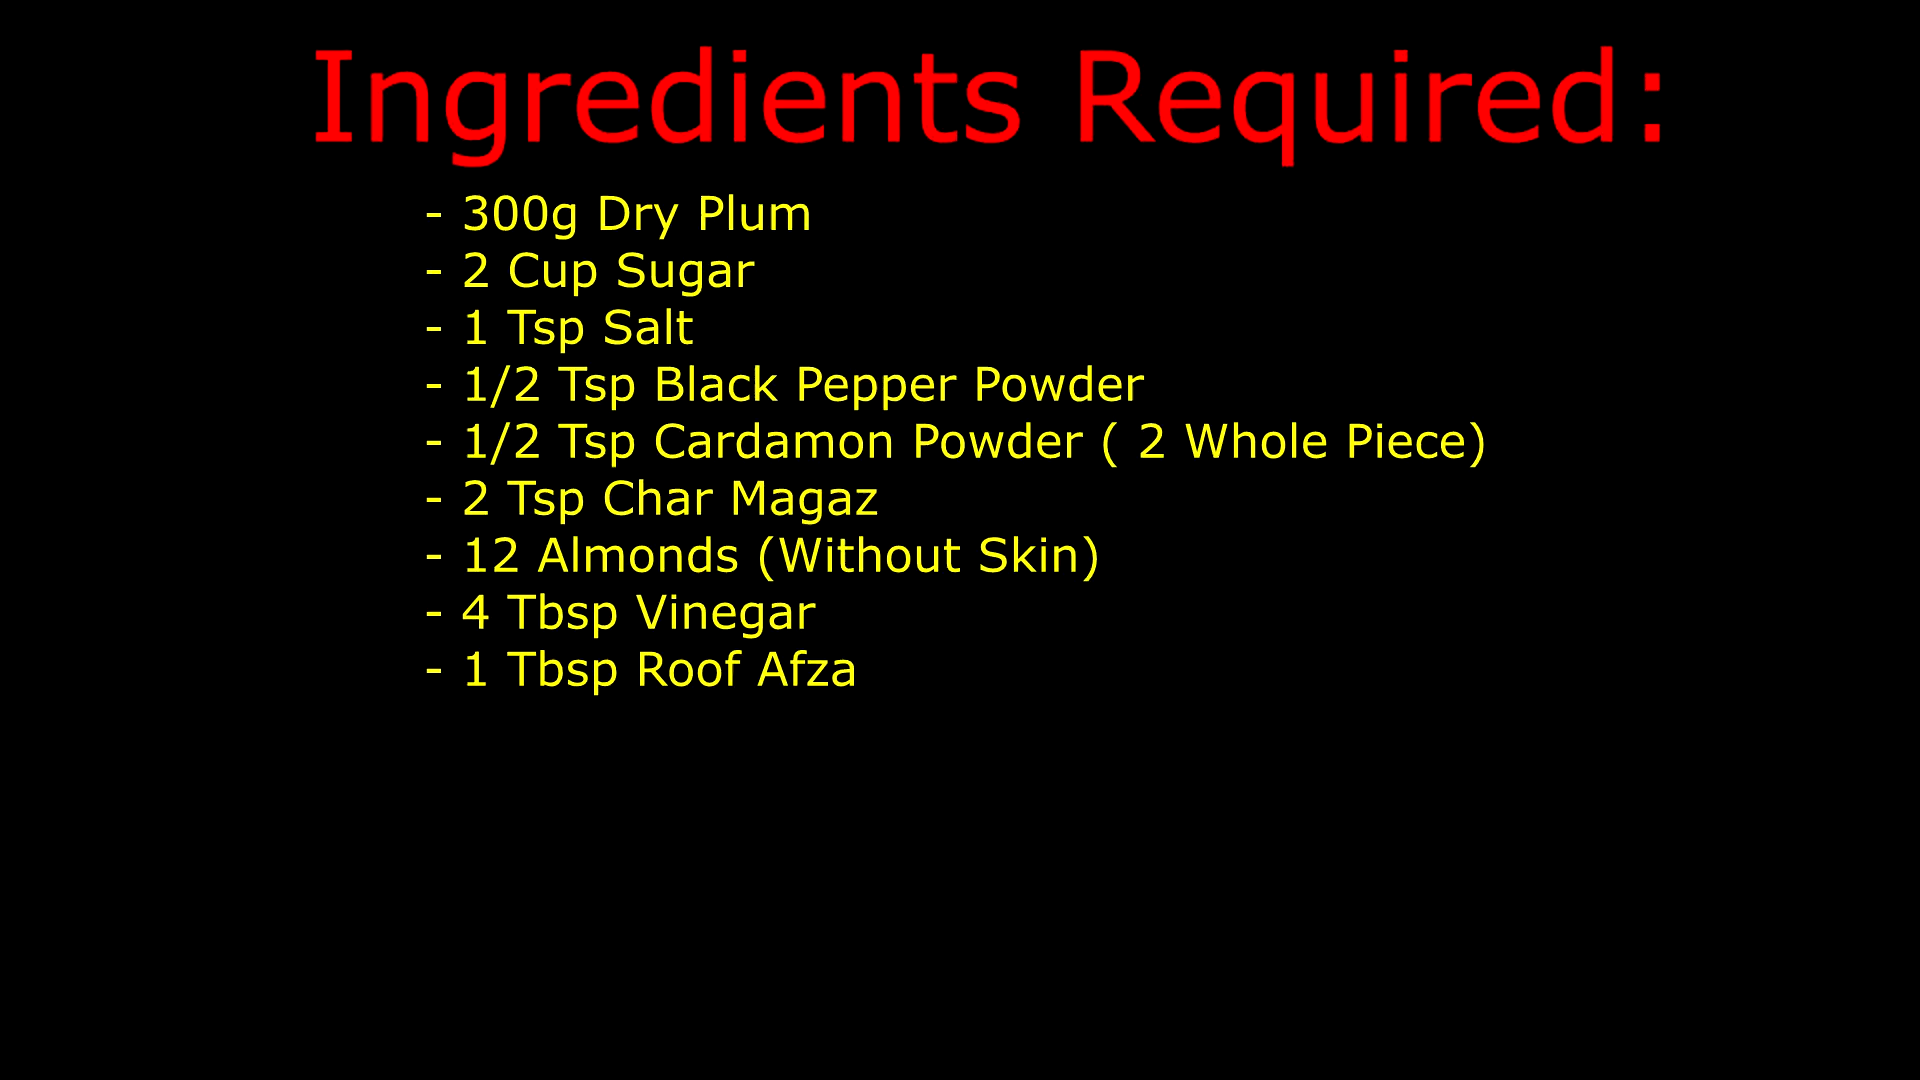 Ingredients Required:
- 300g Dry Plum
- 2 Cup Sugar
- 1 Tsp Salt
- 1/2 Tsp Black Pepper Powder
- 1/2 Tsp Cardamon Powder ( 2 Whole Piece)
- 2 Tsp Char Magaz
- 12 Almonds (Without Skin)
- 4 Tbsp Vinegar
- 1 Tbsp Roof Afza